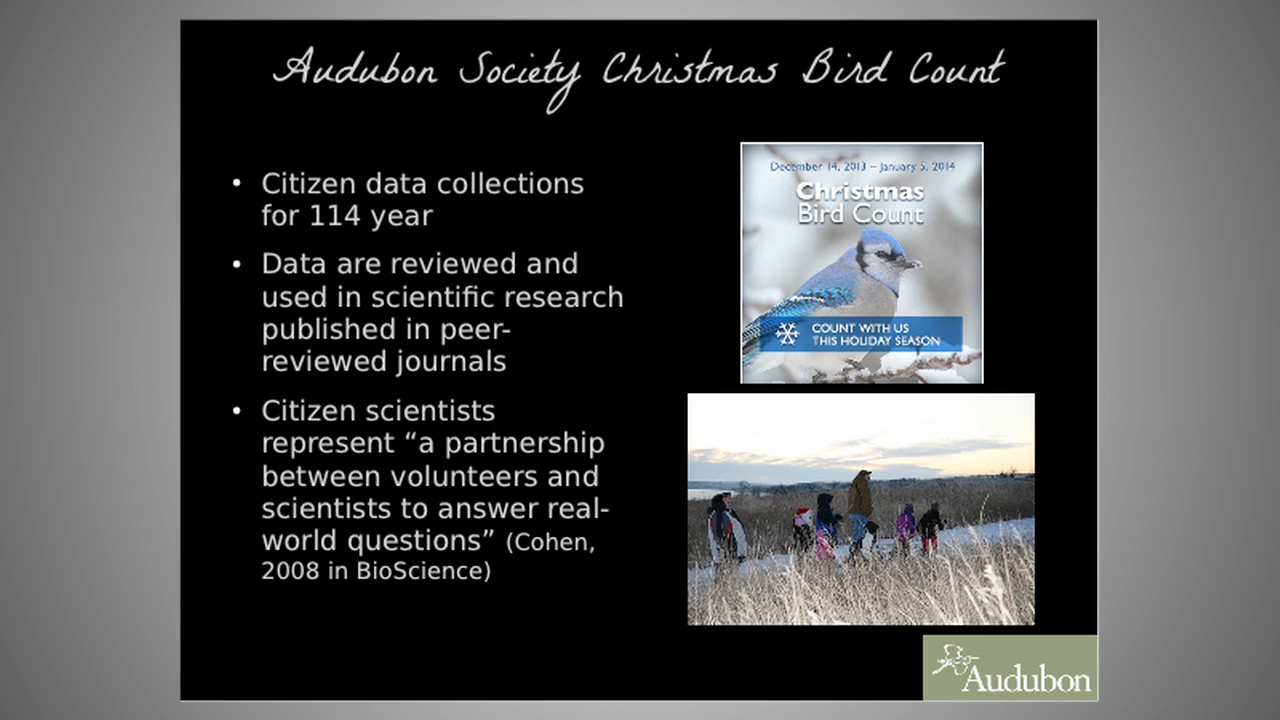 Audubon Society Christmas Bird Count
• Citizen data collections
for 114 year
• Data are reviewed and
used in scientific research
published in peer-
reviewed journals
• Citizen scientists
represent “a partnership
between volunteers and
scientists to answer real-
world questions” (Cohen,
2008 in BioScience)
December 14, 2013 – January 5, 2014
Christmas
Bird Count
COUNT WITH US
THIS HOLIDAY SEASON
Audubon